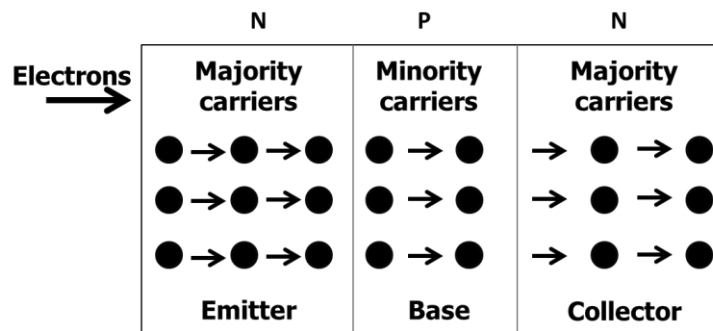 N P N
Electrons
Majority carriers
Minority carriers
Majority carriers
Emitter Base Collector